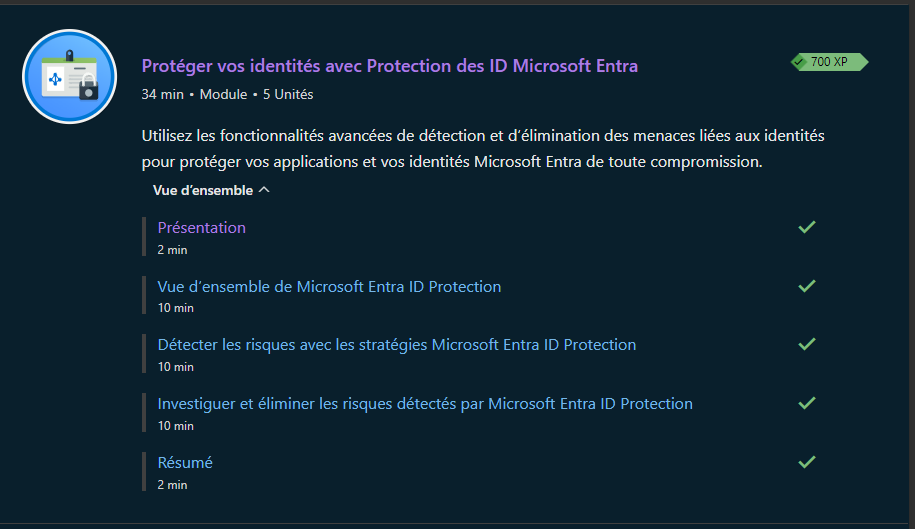 Protéger vos identités avec Protection des ID Microsoft Entra
700 XP
34 min • Module • 5 Unités
Utilisez les fonctionnalités avancées de détection et d’élimination des menaces liées aux identités
pour protéger vos applications et vos identités Microsoft Entra de toute compromission.
Vue d’ensemble
Présentation
2 min
Vue d’ensemble de Microsoft Entra ID Protection
10 min
Détecter les risques avec les stratégies Microsoft Entra ID Protection
10 min
Investiguer et éliminer les risques détectés par Microsoft Entra ID Protection
10 min
Résumé
2 min